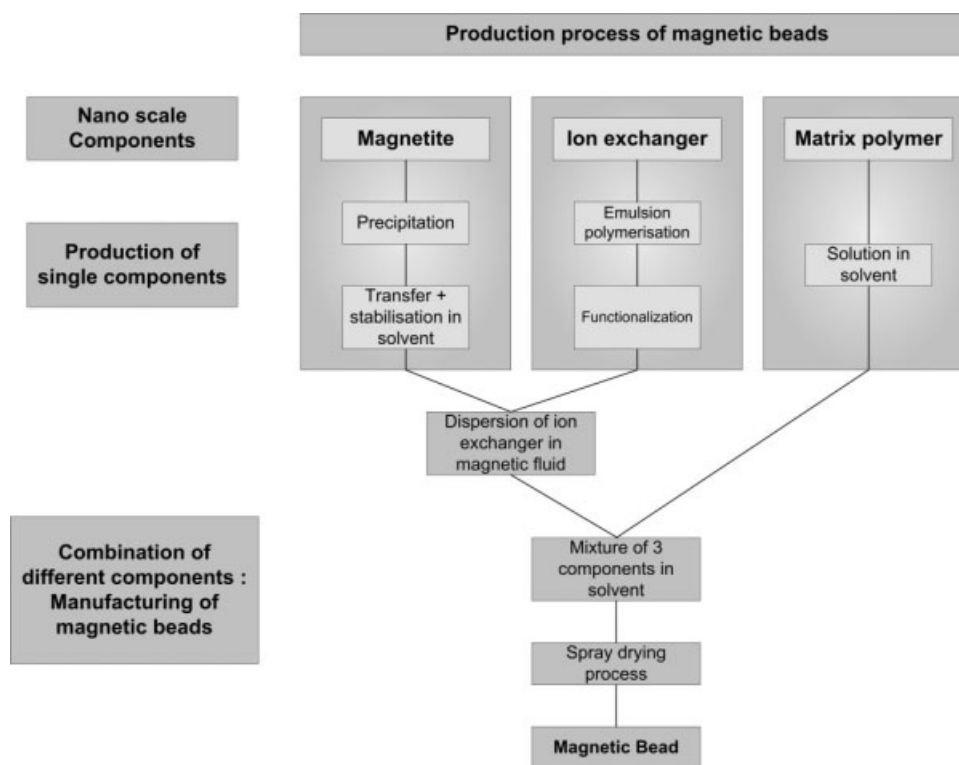 Production process of magnetic beads
Nano scale
Components
Magnetite
Ion exchanger
Matrix polymer
Production of
single components
Precipitation
Emulsion
polymerisation
Solution in
solvent
Transfer +
stabilisation in
solvent
Functionalization
Dispersion of ion
exchanger in
magnetic fluid
Combination of
different components :
Manufacturing of
magnetic beads
Mixture of 3
components in
solvent
Spray drying
process
Magnetic Bead